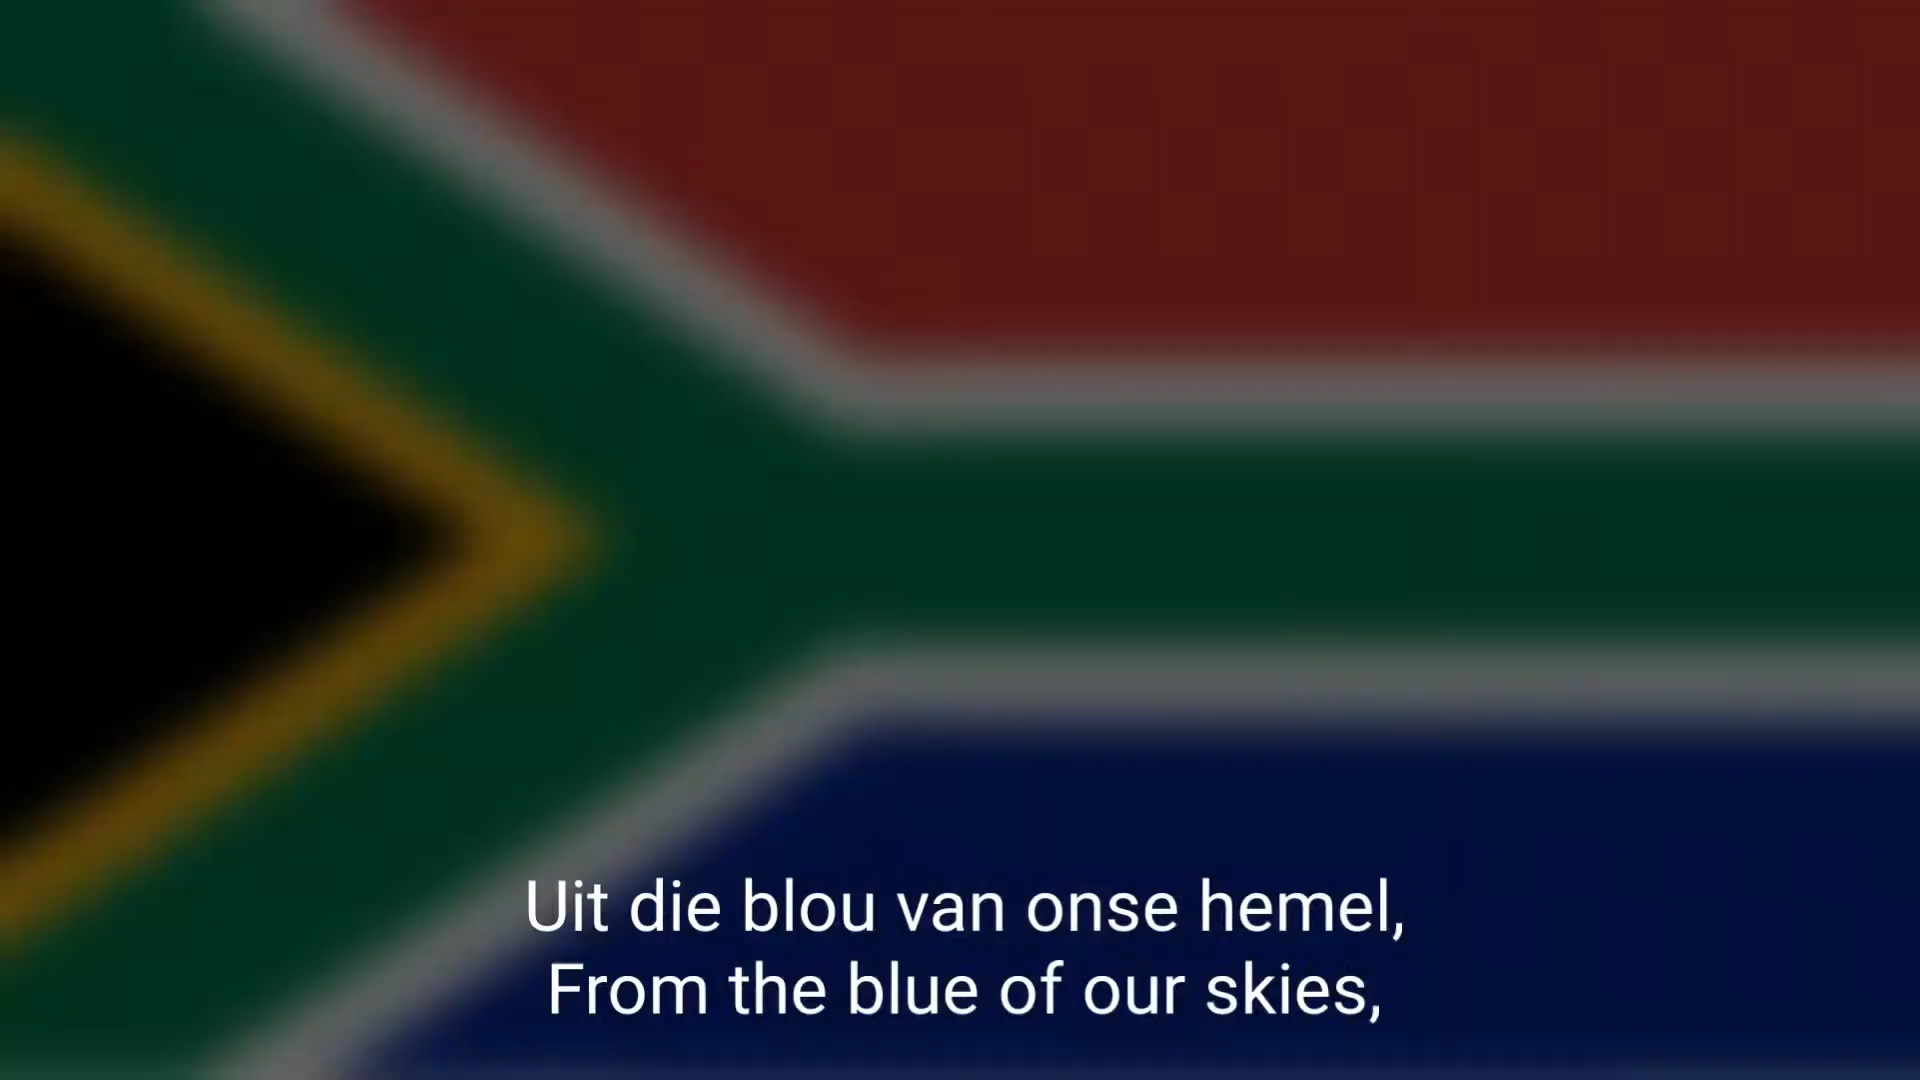 Uit die blou van onse hemel,
From the blue of our skies,